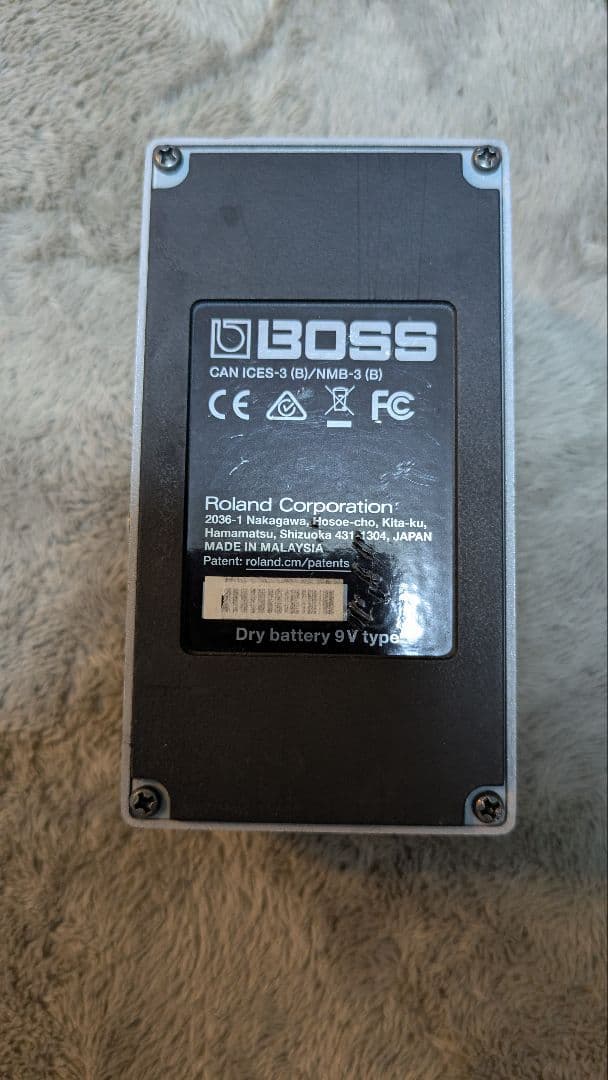 BOSS
CAN ICES-3 (B)/NMB-3 (B)
CE FC
Roland Corporation
2036-1 Nakagawa, Hosoe-cho, Kita-ku,
Hamamatsu, Shizuoka 431-1304, JAPAN
MADE IN MALAYSIA
Patent: roland.cm/patents
Dry battery 9V type